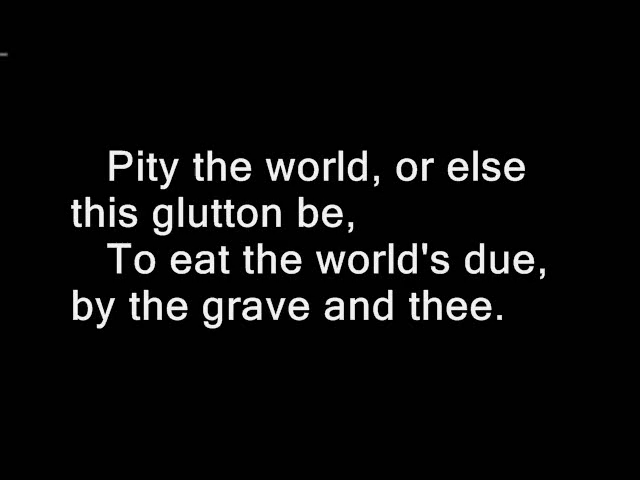 Pity the world, or else
this glutton be,
To eat the world's due,
by the grave and thee.